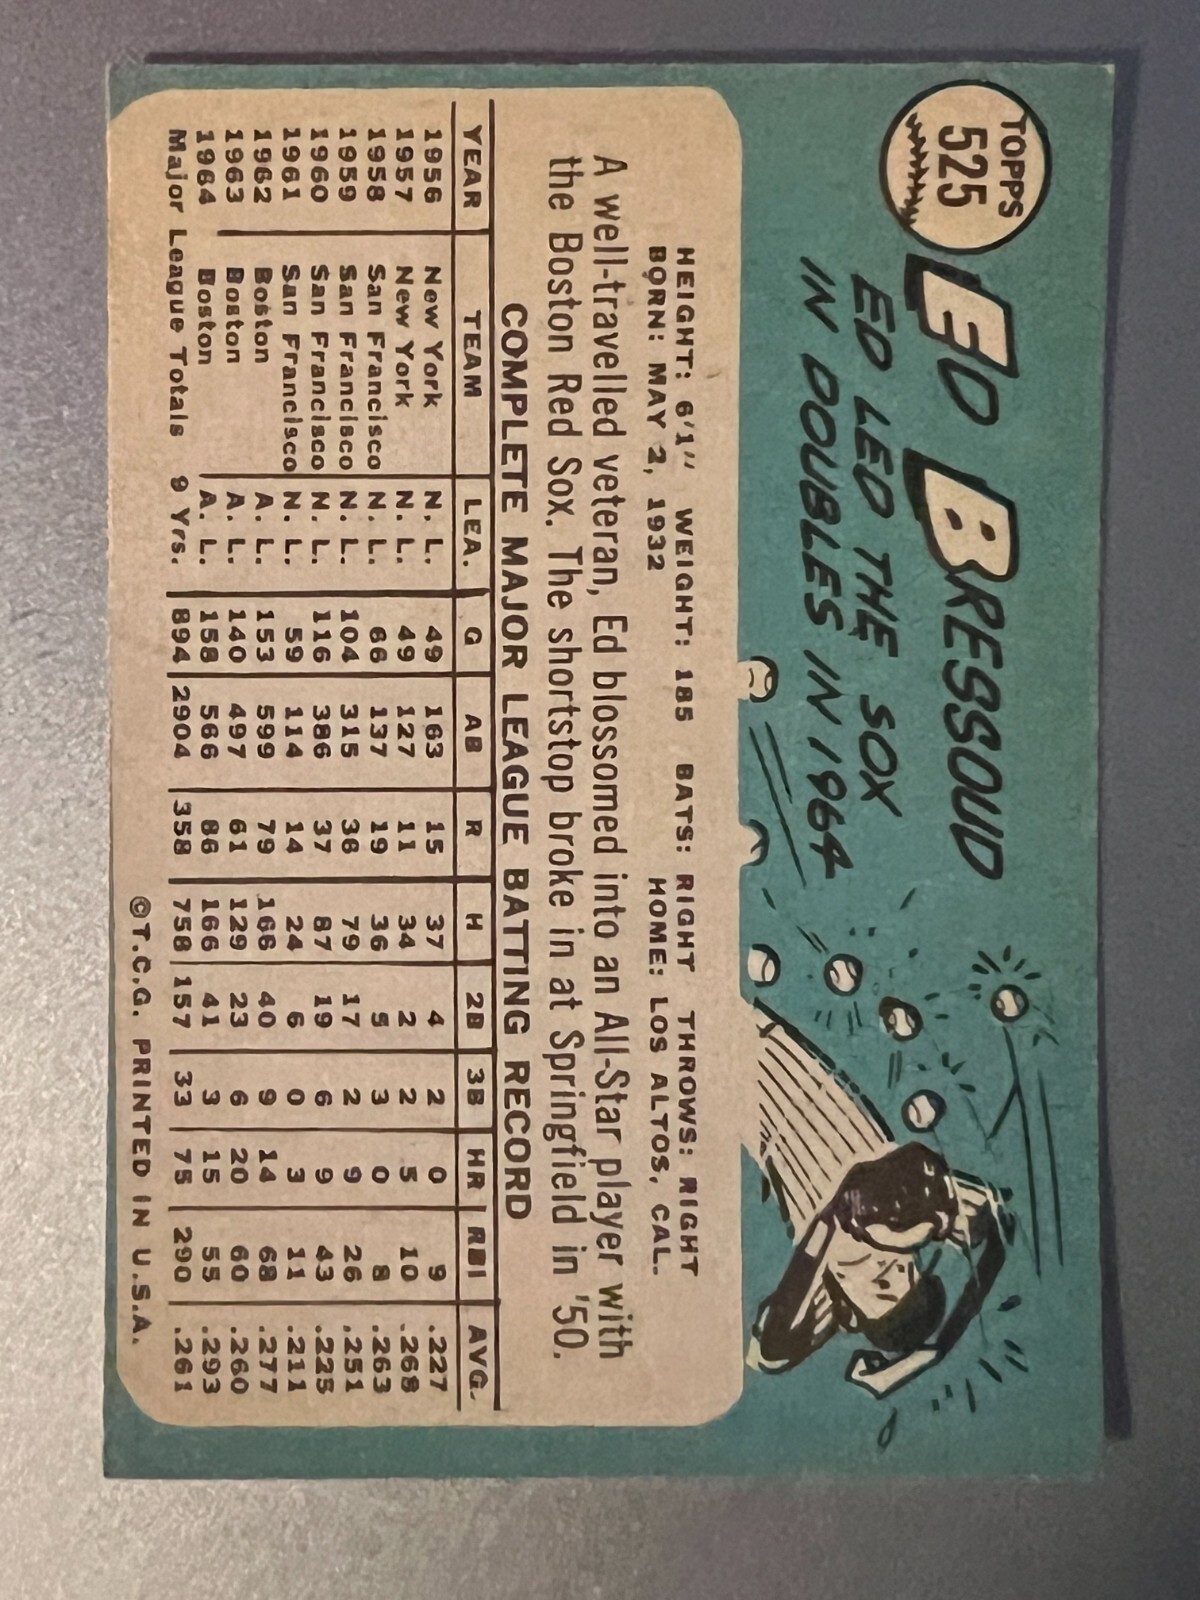 TOPPS
525
ED BRESSOUD
ED LED THE SOX
IN DOUBLES IN 1964
HEIGHT: 6'1" WEIGHT: 185 BATS: RIGHT THROWS: RIGHT
BORN: MAY 2, 1932 HOME: LOS ALTOS, CAL.
A well-travelled veteran, Ed blossomed into an All-Star player with
the Boston Red Sox. The shortstop broke in at Springfield in '50.
COMPLETE MAJOR LEAGUE BATTING RECORD
YEAR TEAM LEA. G AB R H 2B 3B HR RBI AVG.
1956 New York N. L. 49 163 15 37 4 2 0 9 .227
1957 New York N. L. 49 127 11 34 2 2 5 10 .268
1958 San Francisco N. L. 66 137 19 36 5 3 0 8 .263
1959 San Francisco N. L. 104 315 36 79 17 2 9 26 .251
1960 San Francisco N. L. 116 386 37 87 19 6 9 43 .225
1961 San Francisco N. L. 59 114 14 24 6 0 3 11 .211
1962 Boston A. L. 153 599 79 166 40 9 14 68 .277
1963 Boston A. L. 140 497 61 129 23 6 20 60 .260
1964 Boston A. L. 158 566 86 166 41 3 15 55 .293
Major League Totals 9 Yrs. 894 2904 358 758 157 33 75 290 .261
©T.C.G. PRINTED IN U.S.A.